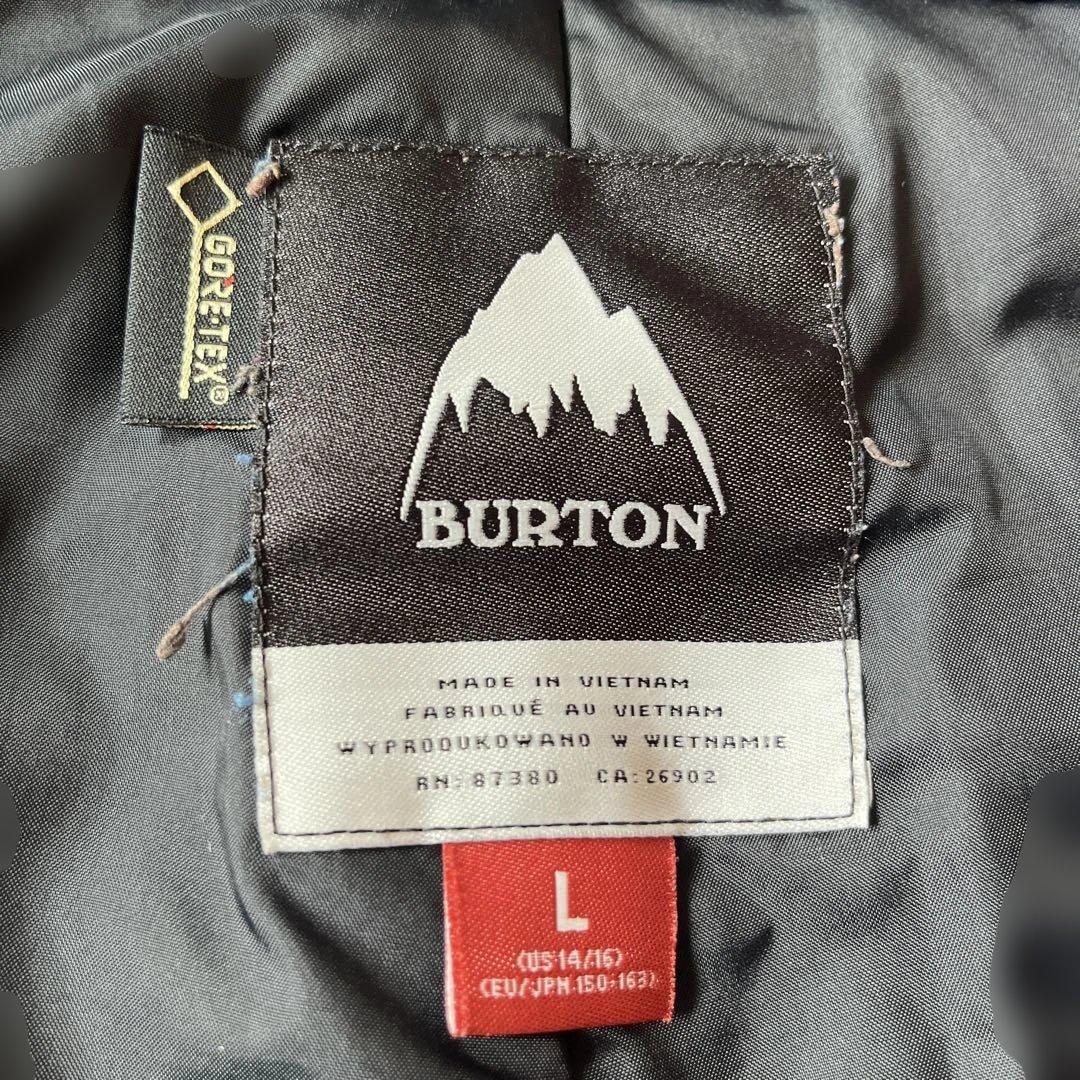 GORE-TEX®
BURTON
MADE IN VIETNAM
FABRIQUÉ AU VIETNAM
WYPRODUKOWANO W WIETNAMIE
RN: 87380 CA: 26902
L
(US 14/16)
(EU/JPN 150-163)